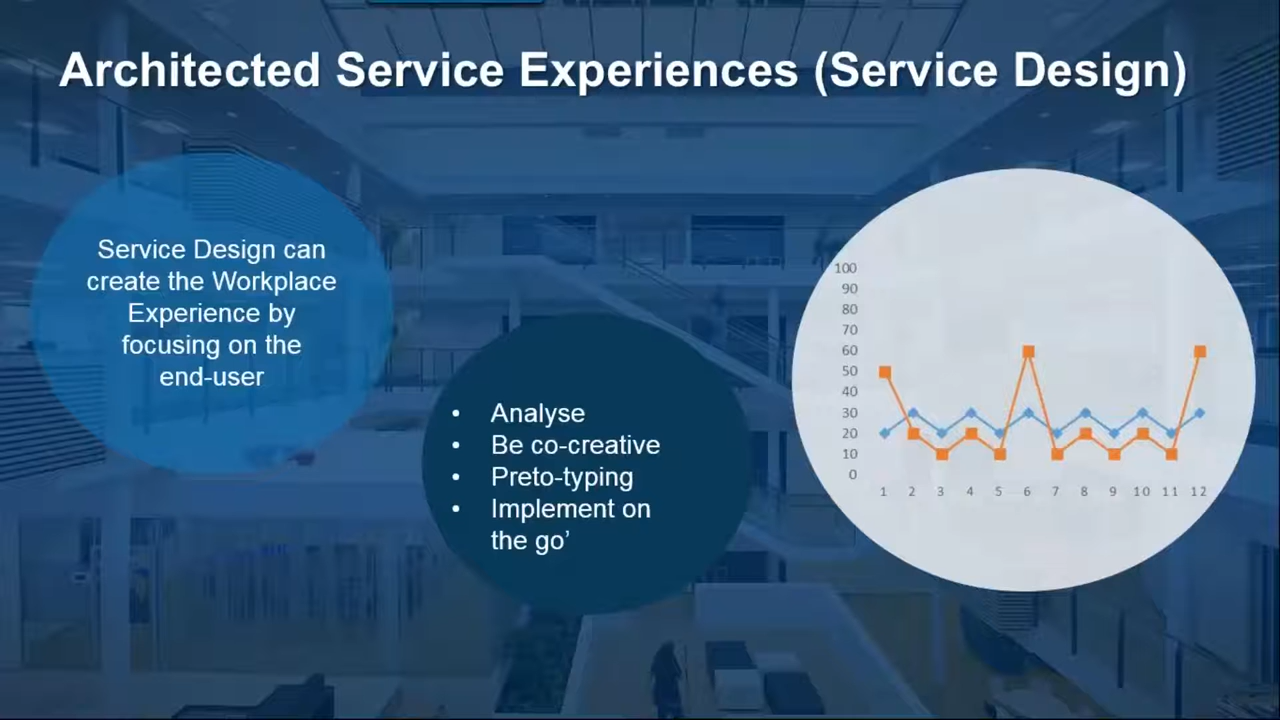 Architected Service Experiences (Service Design)
Service Design can
create the Workplace
Experience by
focusing on the
end-user
• Analyse
• Be co-creative
• Preto-typing
• Implement on
the go’
100
90
80
70
60
50
40
30
20
10
0
1 2 3 4 5 6 7 8 9 10 11 12